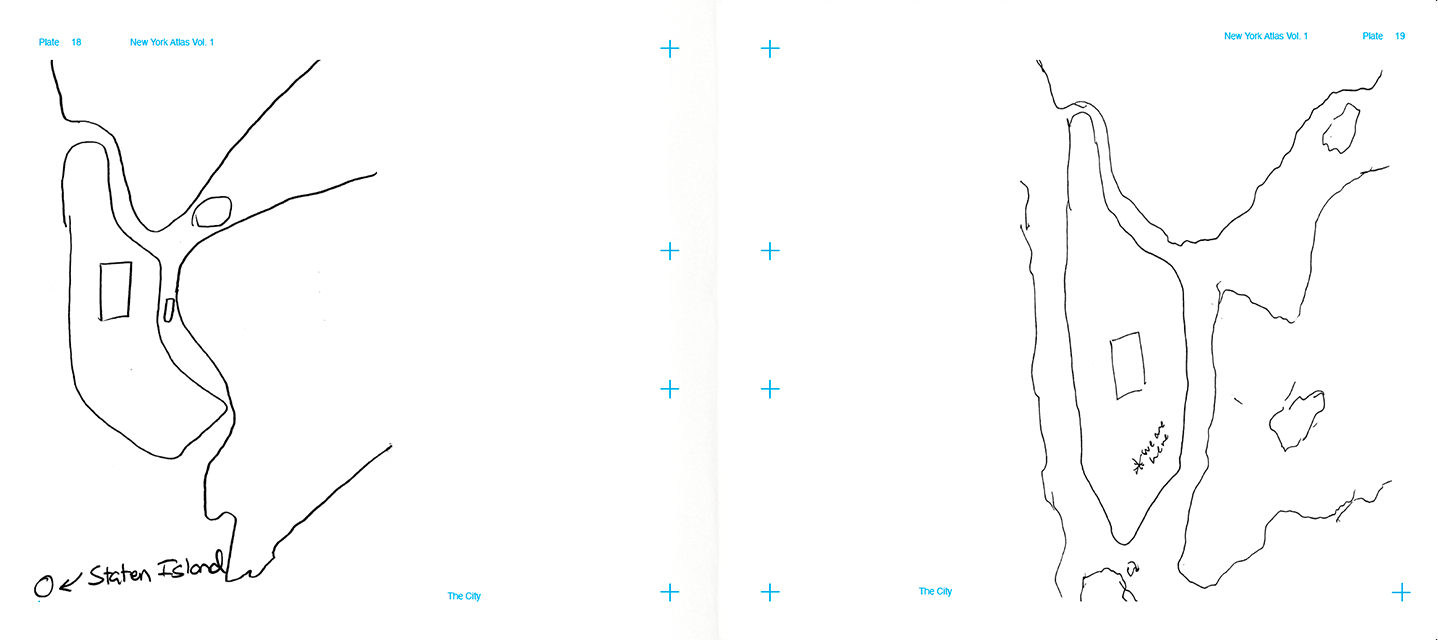 Plate 18 New York Atlas Vol. 1
Staten Island
The City
New York Atlas Vol. 1 Plate 19
we are
here
The City